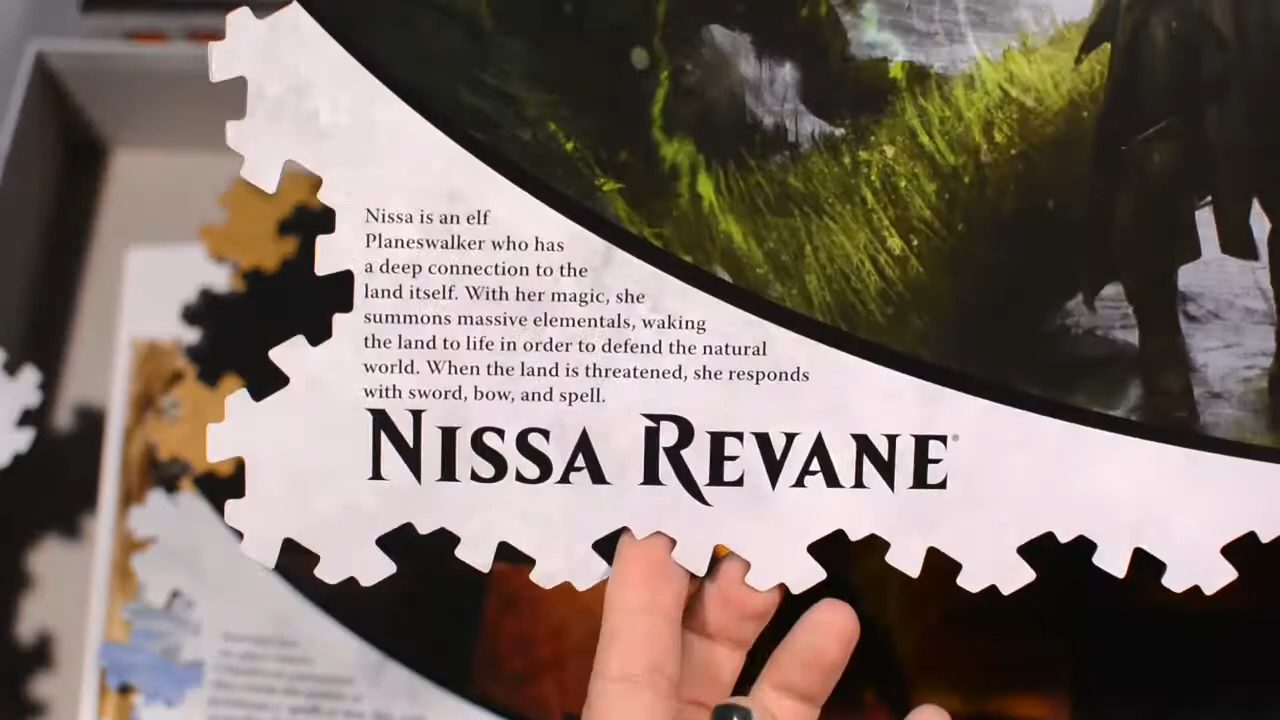 Nissa is an elf
Planeswalker who has
a deep connection to the
land itself. With her magic, she
summons massive elementals, waking
the land to life in order to defend the natural
world. When the land is threatened, she responds
with sword, bow, and spell.
NISSA REVANE